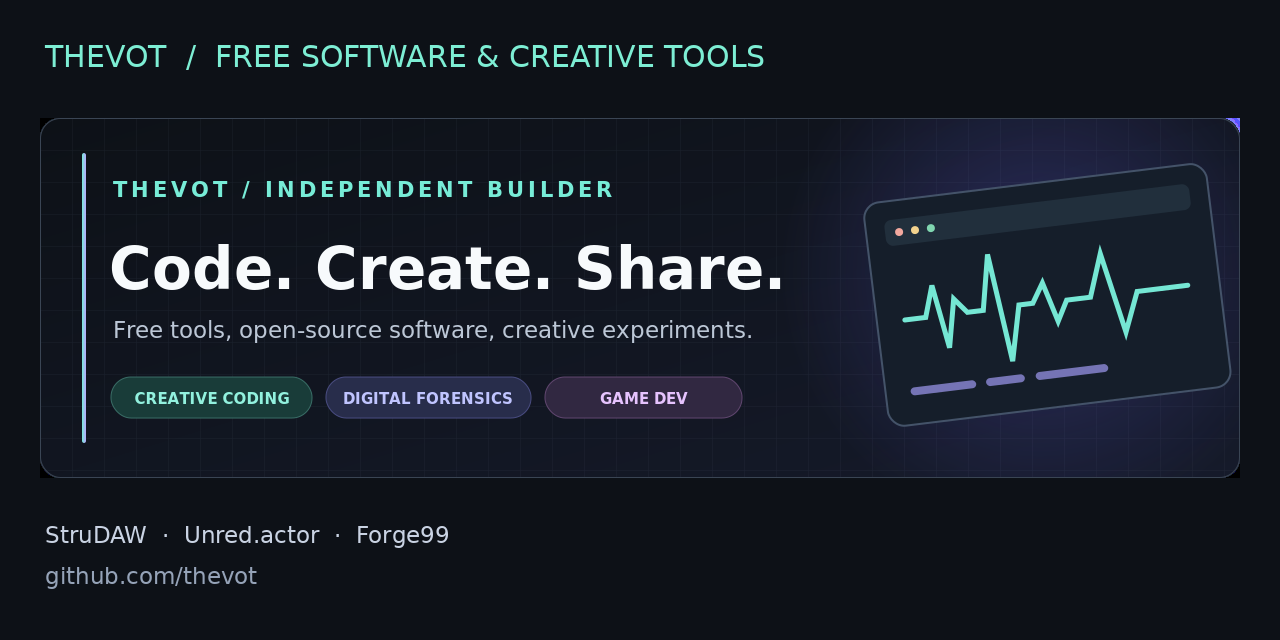 THEVOT / FREE SOFTWARE & CREATIVE TOOLS
THEVOT / INDEPENDENT BUILDER
Code. Create. Share.
Free tools, open-source software, creative experiments.
CREATIVE CODING
DIGITAL FORENSICS
GAME DEV
StruDAW · Unred.actor · Forge99
github.com/thevot